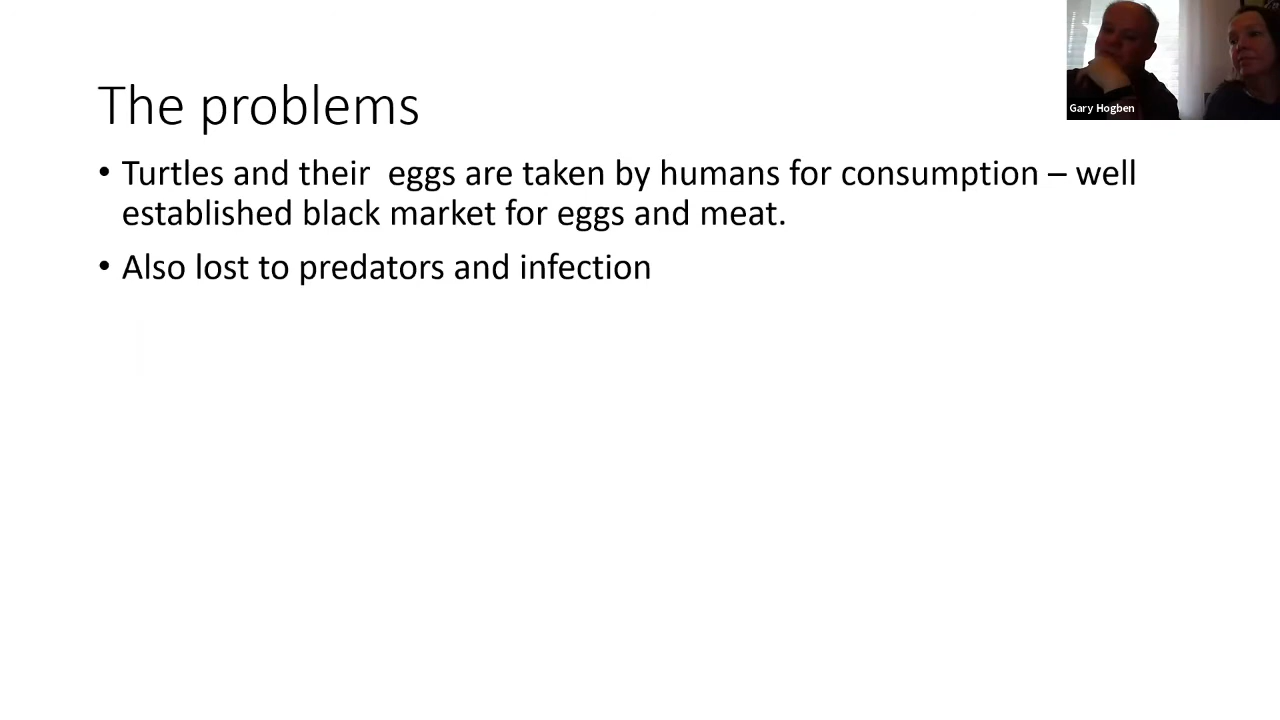 Gary Hogben
The problems
• Turtles and their  eggs are taken by humans for consumption – well
established black market for eggs and meat.
• Also lost to predators and infection